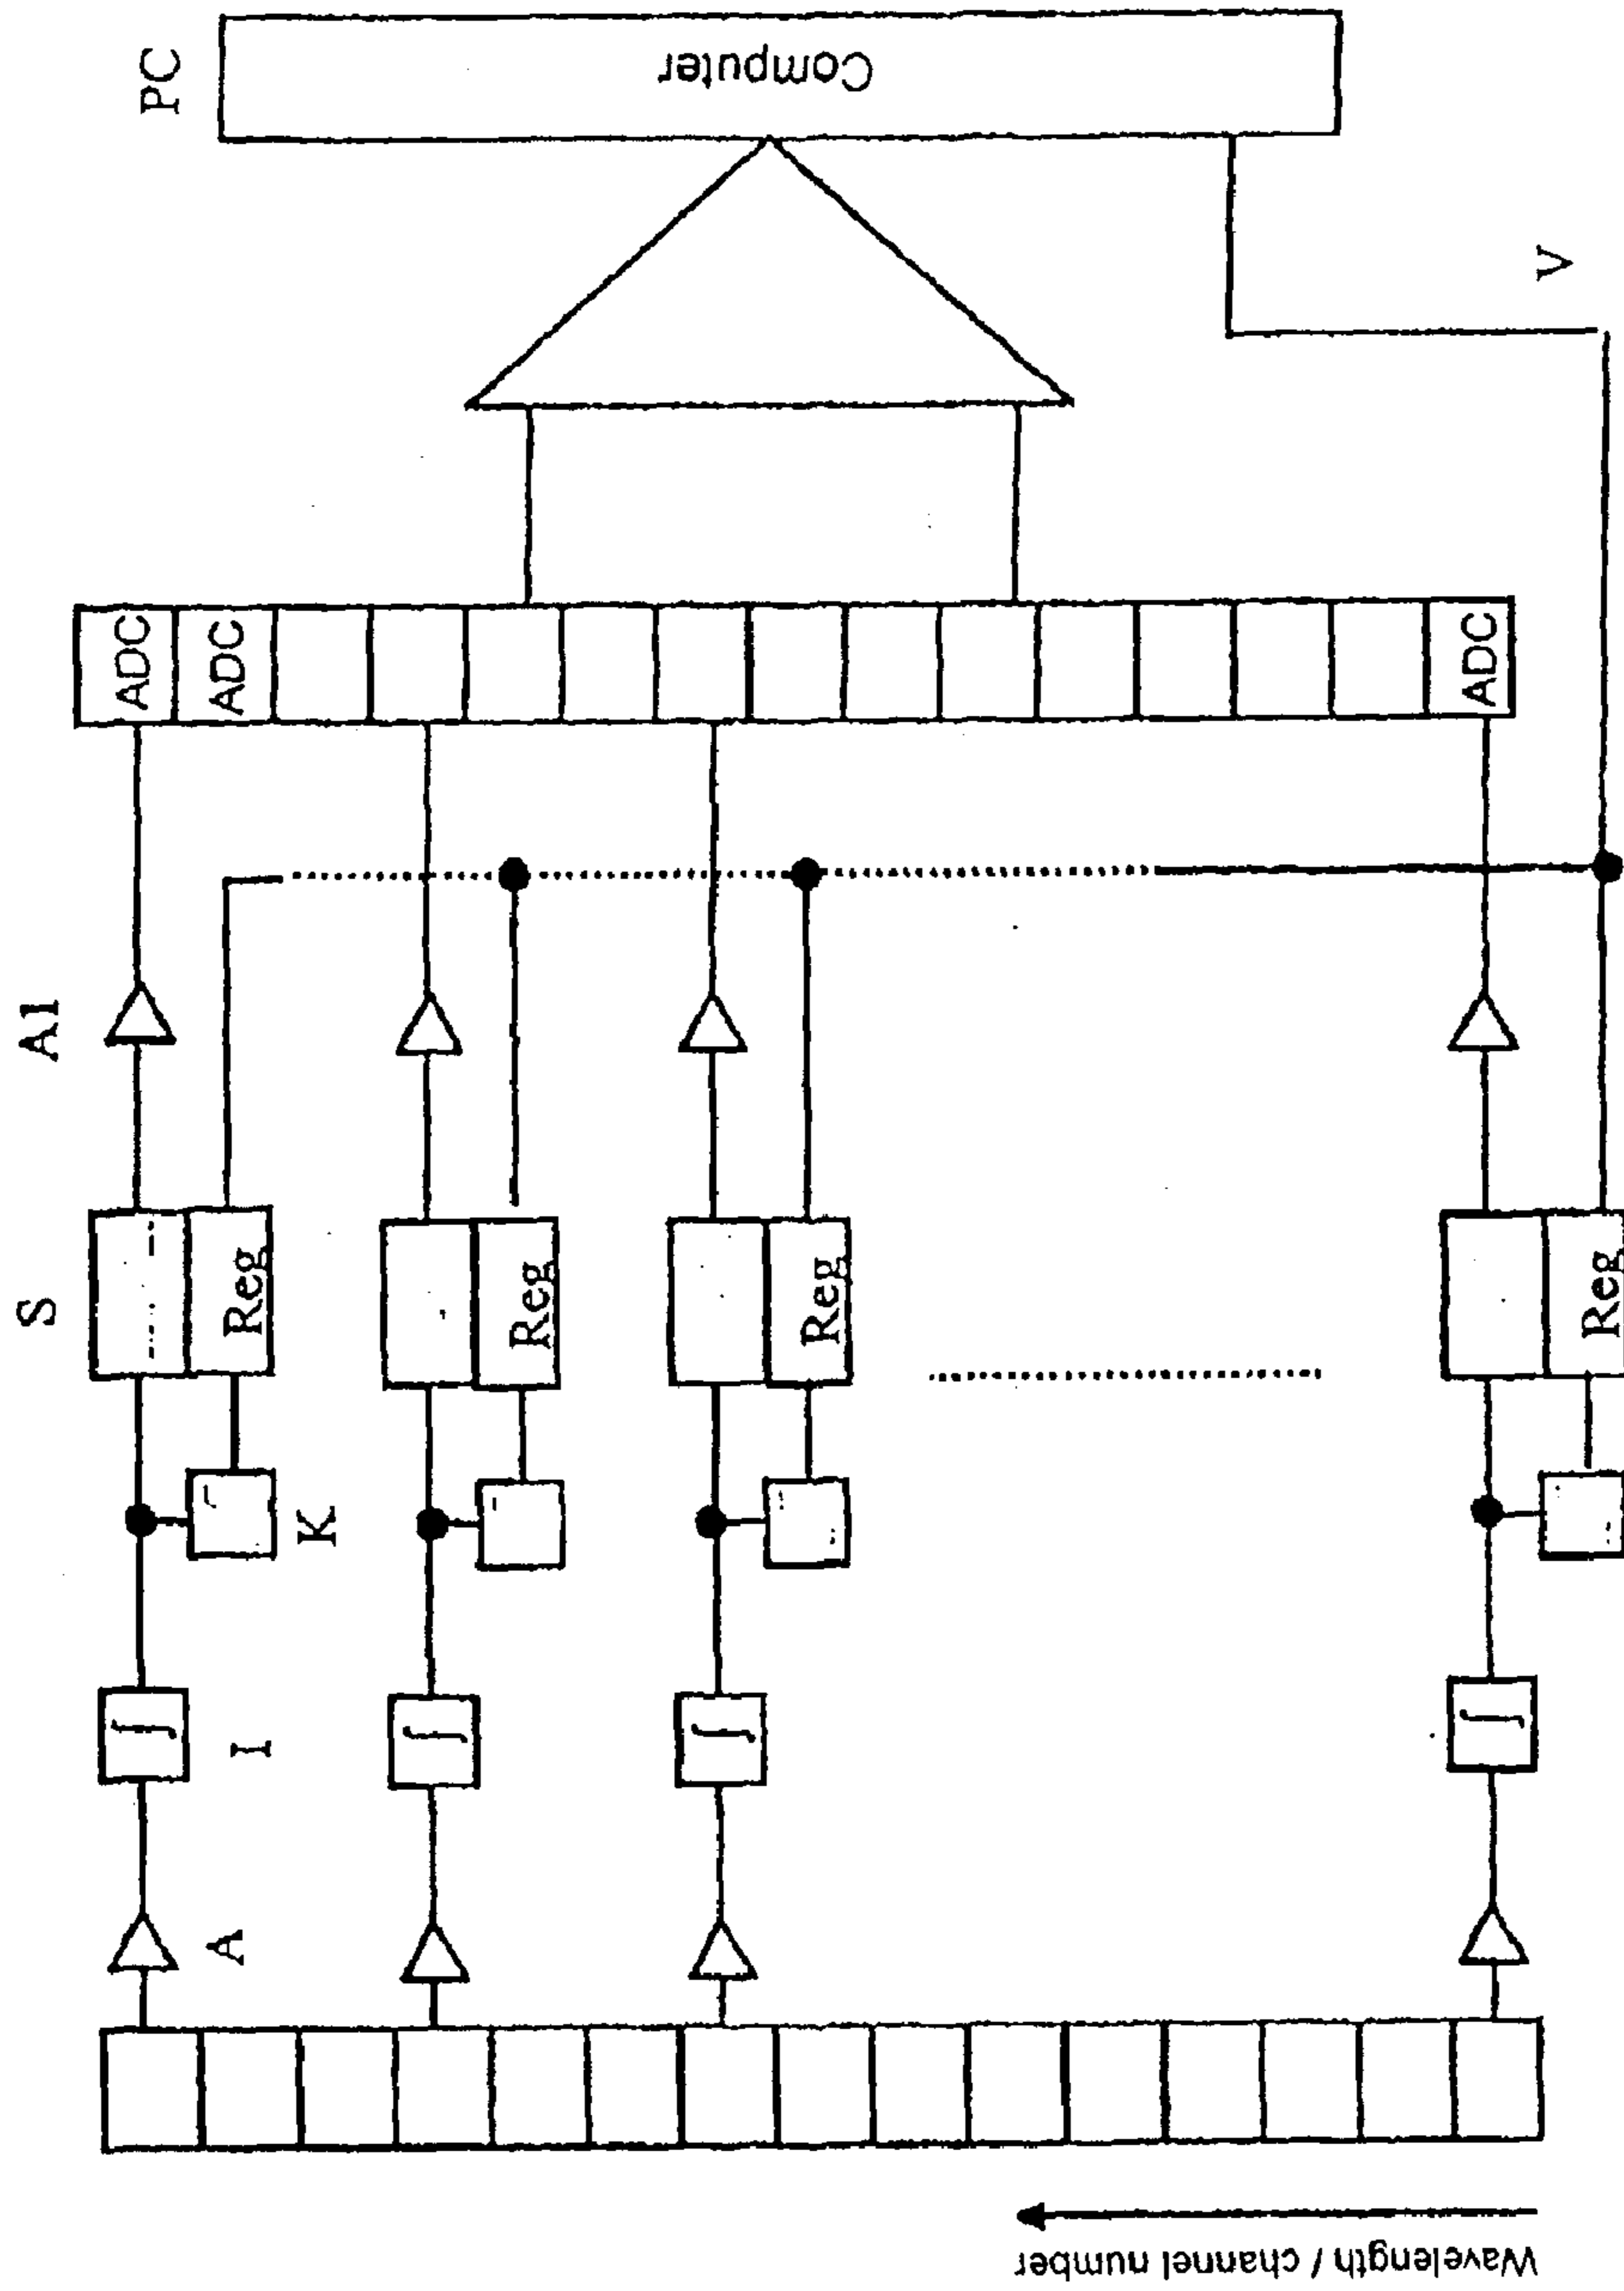 PC
Computer
V
ADC
ADC
ADC
A1
S
Reg
Reg
Reg
Reg
K
∫
∫
∫
∫
I
A
Wavelength / channel number